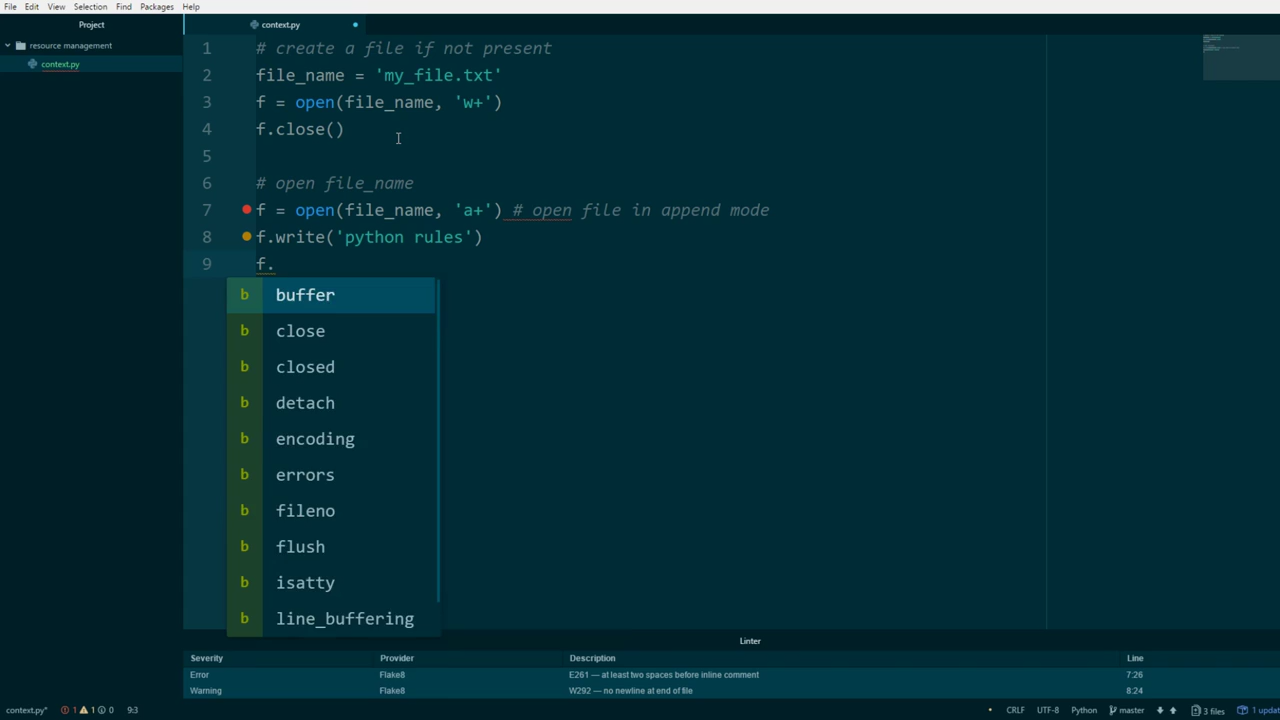 File Edit View Selection Find Packages Help
Project
resource management
context.py
context.py
1 # create a file if not present
2 file_name = 'my_file.txt'
3 f = open(file_name, 'w+')
4 f.close()
5
6 # open file_name
7 f = open(file_name, 'a+') # open file in append mode
8 f.write('python rules')
9 f.
b buffer
b close
b closed
b detach
b encoding
b errors
b fileno
b flush
b isatty
b line_buffering
Linter
Severity Provider Description Line
Error Flake8 E261 — at least two spaces before inline comment 7:26
Warning Flake8 W292 — no newline at end of file 8:24
context.py* 1 1 0 9:3 CRLF UTF-8 Python master 3 files 1 updat